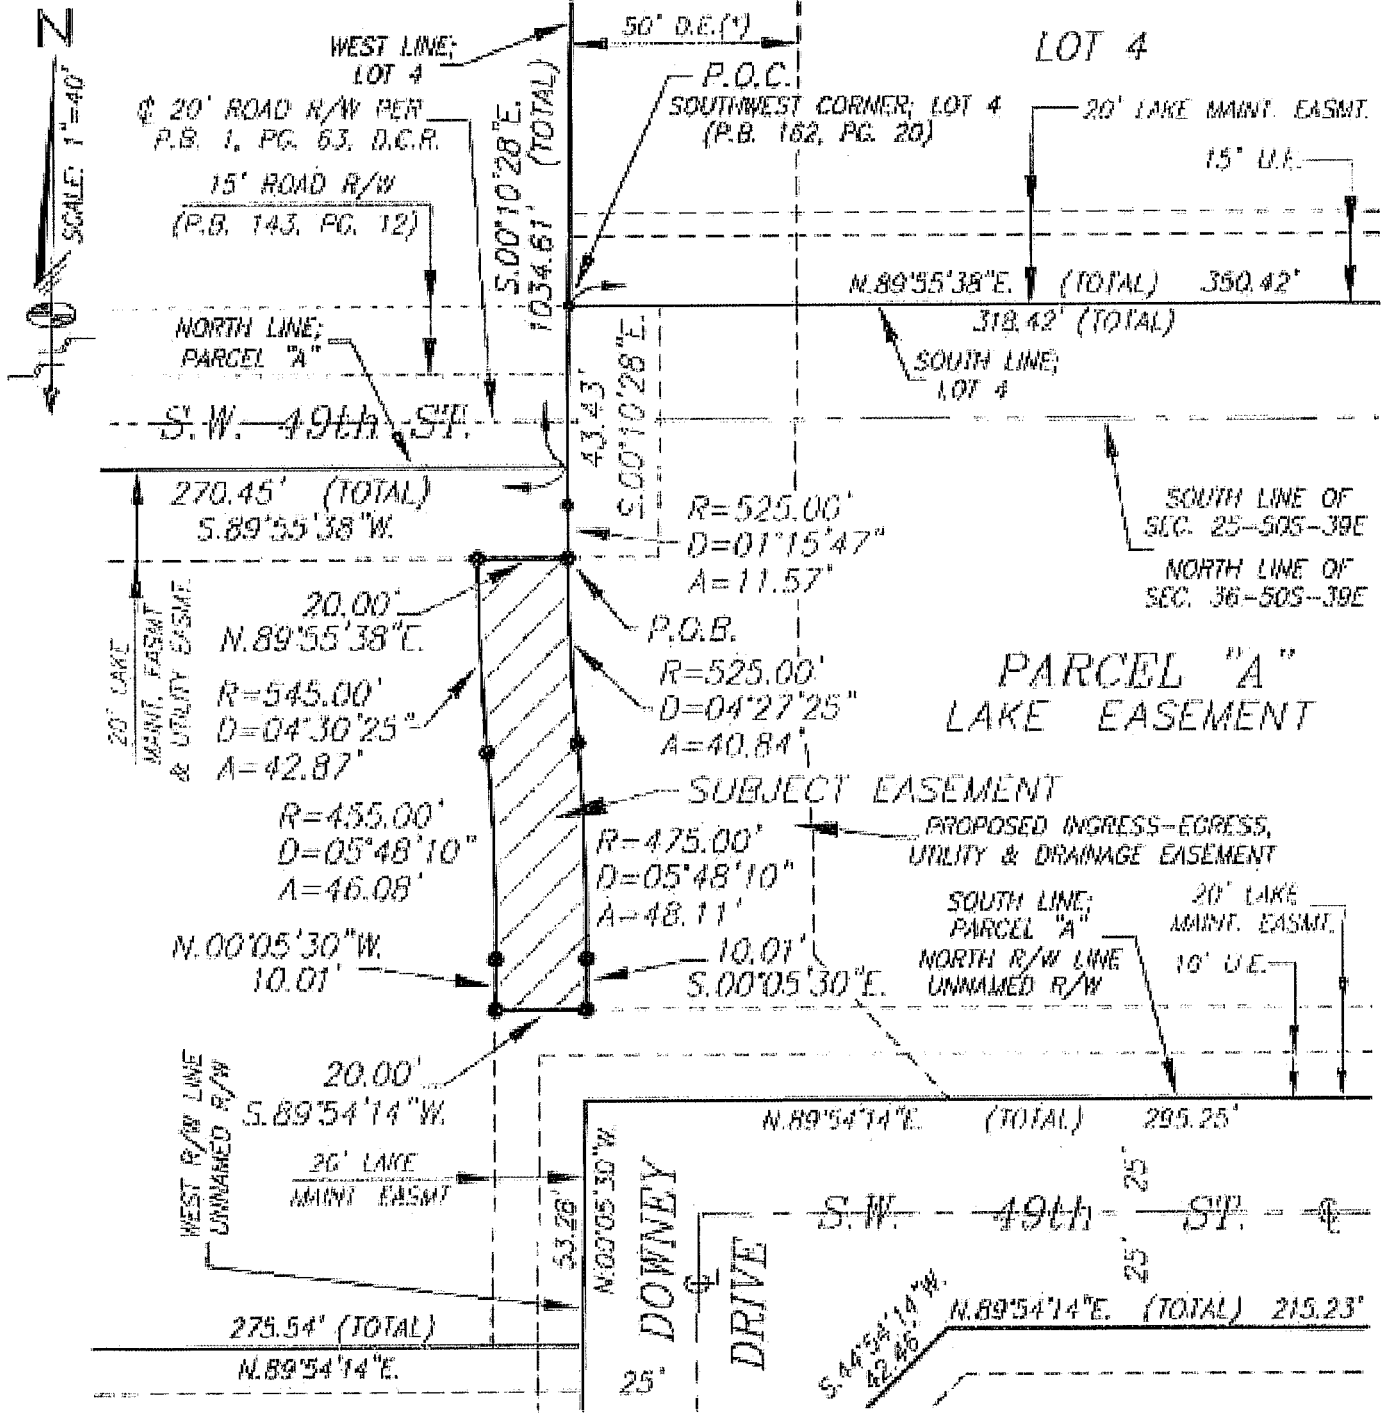 N
SCALE: 1"=40'
WEST LINE;
LOT 4
50' D.E.(*)
LOT 4
P.O.C.
SOUTHWEST CORNER; LOT 4
(P.B. 162, PG. 20)
20' LAKE MAINT. EASMT.
15' U.E.
℄ 20' ROAD R/W PER
P.B. 1, PG. 63, D.C.R.
15' ROAD R/W
(P.B. 143, PG. 12)
S.00°10'28"E.
1034.61' (TOTAL)
N.89°55'38"E. (TOTAL) 350.42'
318.42' (TOTAL)
SOUTH LINE;
LOT 4
NORTH LINE;
PARCEL "A"
S.W. 49th ST.
43.43'
S.00°10'28"E.
270.45' (TOTAL)
S.89°55'38"W.
R=525.00'
D=01°15'47"
A=11.57'
SOUTH LINE OF
SEC. 25-50S-39E
NORTH LINE OF
SEC. 36-50S-39E
20' LAKE
MAINT. EASMT
& UTILITY EASMT.
20.00'
N.89°55'38"E.
P.O.B.
R=545.00'
D=04°30'25"
A=42.87'
R=525.00'
D=04°27'25"
A=40.84'
PARCEL "A"
LAKE EASEMENT
SUBJECT EASEMENT
PROPOSED INGRESS-EGRESS,
UTILITY & DRAINAGE EASEMENT
R=455.00'
D=05°48'10"
A=46.08'
R=475.00'
D=05°48'10"
A=48.11'
SOUTH LINE;
PARCEL "A"
NORTH R/W LINE
UNNAMED R/W
20' LAKE
MAINT. EASMT.
10' U.E.
N.00°05'30"W.
10.01'
10.01'
S.00°05'30"E.
20.00'
S.89°54'14"W.
WEST R/W LINE
UNNAMED R/W
20' LAKE
MAINT EASMT
N.89°54'14"E. (TOTAL) 295.25'
53.28'
N.00°05'30"W.
DOWNEY
DRIVE
℄
S.W. 49th ST. ℄
25'
25'
275.54' (TOTAL)
N.89°54'14"E.
25'
S.44°54'14"W.
42.46'
N.89°54'14"E. (TOTAL) 215.23'